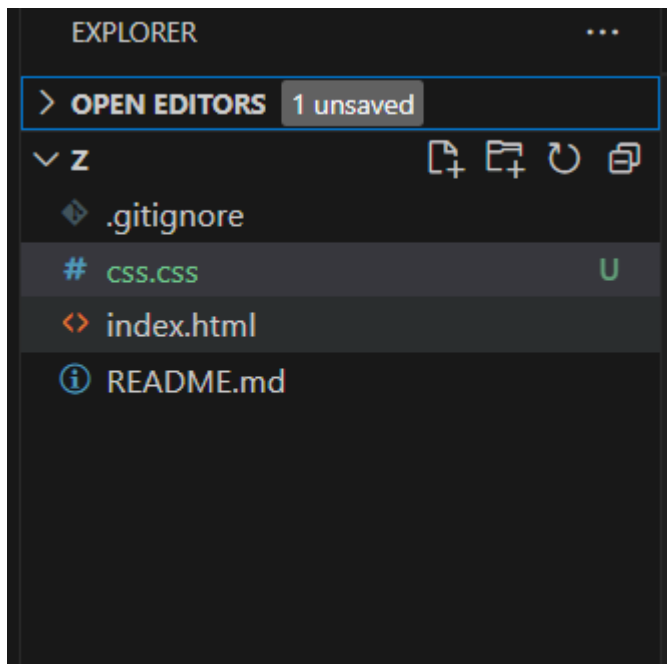 EXPLORER
OPEN EDITORS 1 unsaved
Z
.gitignore
css.css U
index.html
README.md